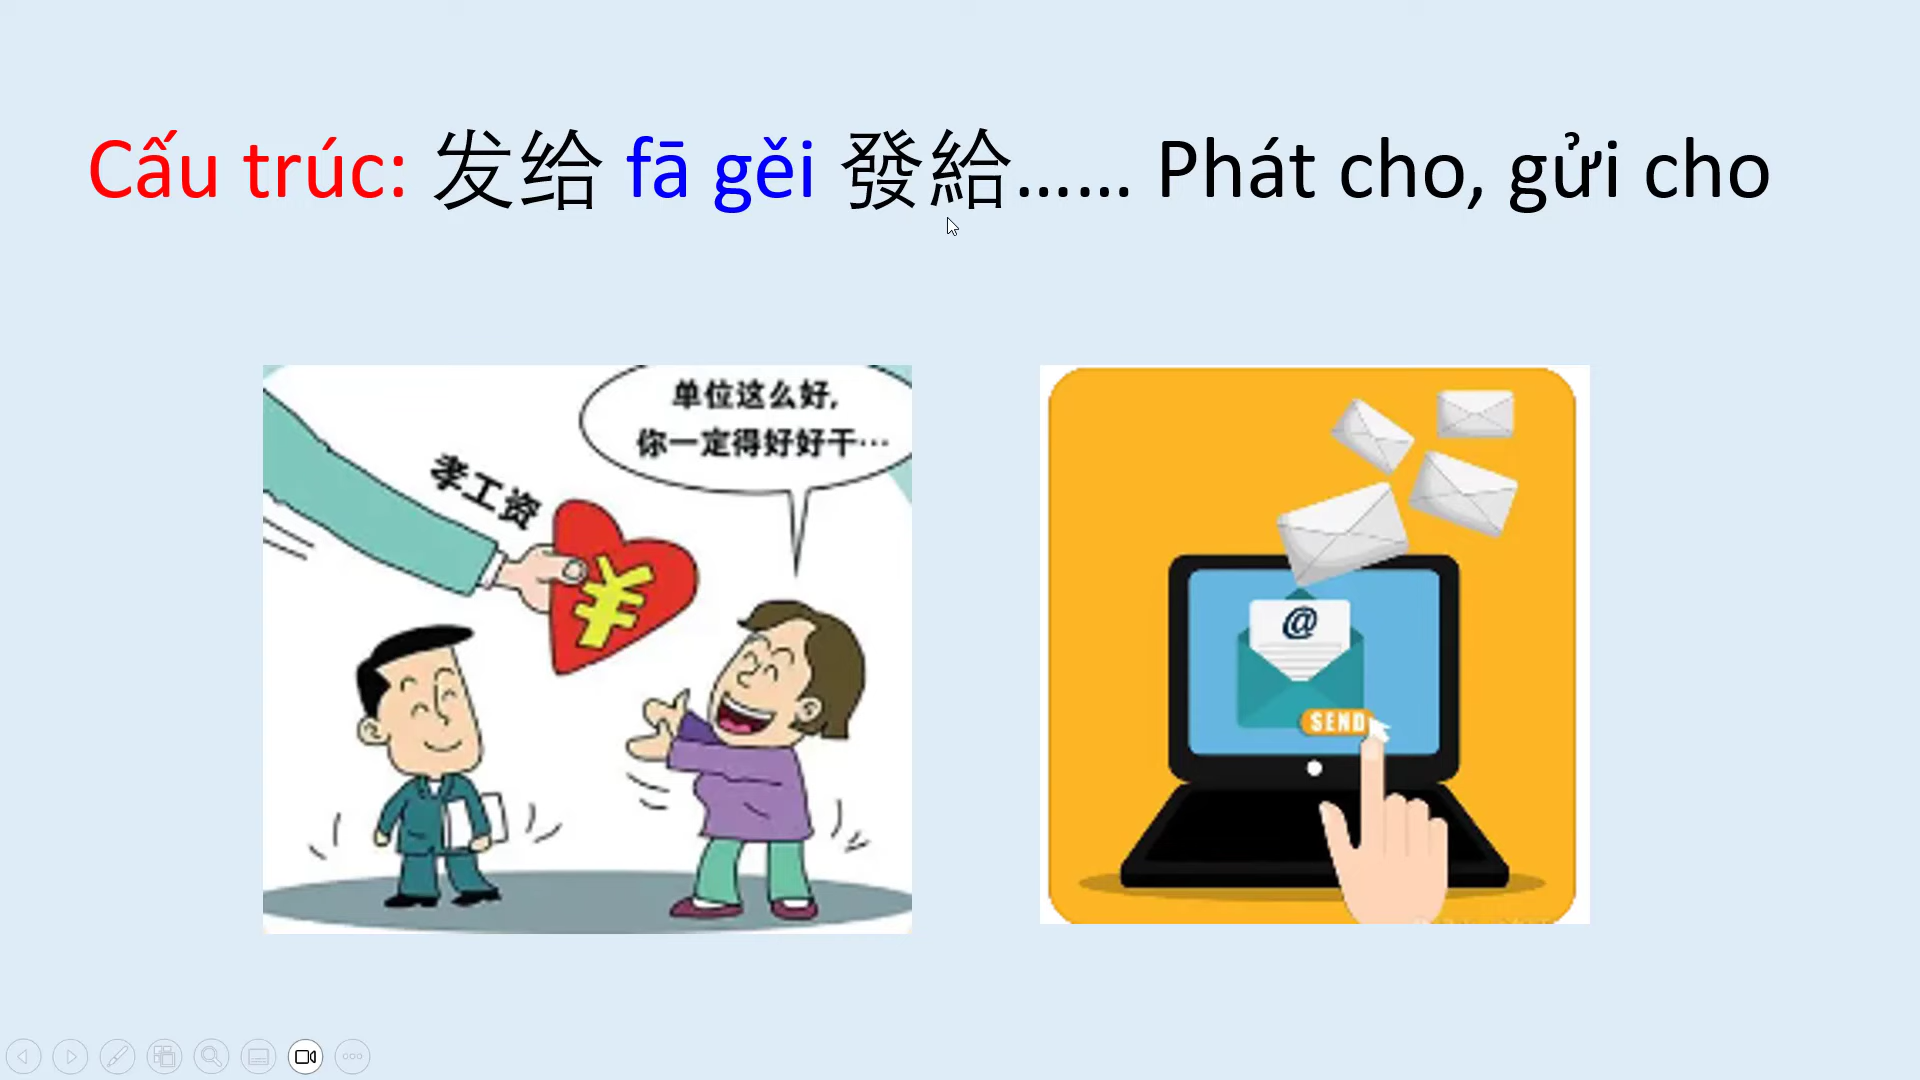 Cấu trúc: 发给 fā gěi 發給…… Phát cho, gửi cho
单位这么好,
你一定得好好干…
孝工资
¥
@
SEND